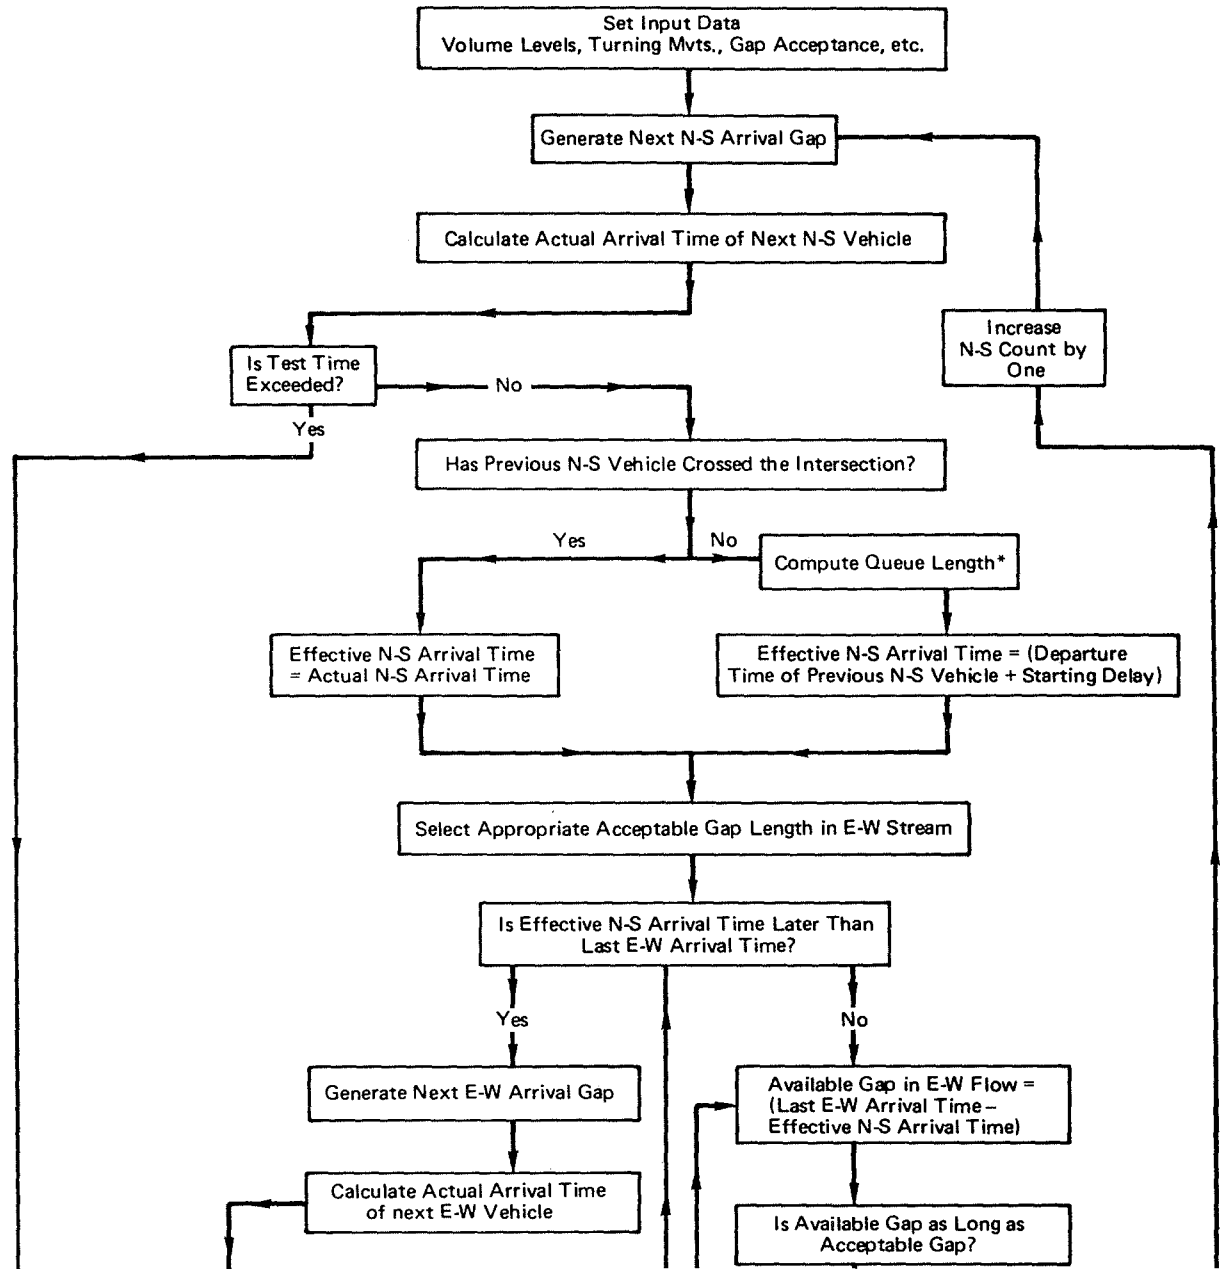 Set Input Data
Volume Levels, Turning Mvts., Gap Acceptance, etc.
Generate Next N-S Arrival Gap
Calculate Actual Arrival Time of Next N-S Vehicle
Increase
N-S Count by
One
Is Test Time
Exceeded?
No
Yes
Has Previous N-S Vehicle Crossed the Intersection?
Yes
No
Compute Queue Length*
Effective N-S Arrival Time
= Actual N-S Arrival Time
Effective N-S Arrival Time = (Departure
Time of Previous N-S Vehicle + Starting Delay)
Select Appropriate Acceptable Gap Length in E-W Stream
Is Effective N-S Arrival Time Later Than
Last E-W Arrival Time?
Yes
No
Generate Next E-W Arrival Gap
Available Gap in E-W Flow =
(Last E-W Arrival Time –
Effective N-S Arrival Time)
Calculate Actual Arrival Time
of next E-W Vehicle
Is Available Gap as Long as
Acceptable Gap?